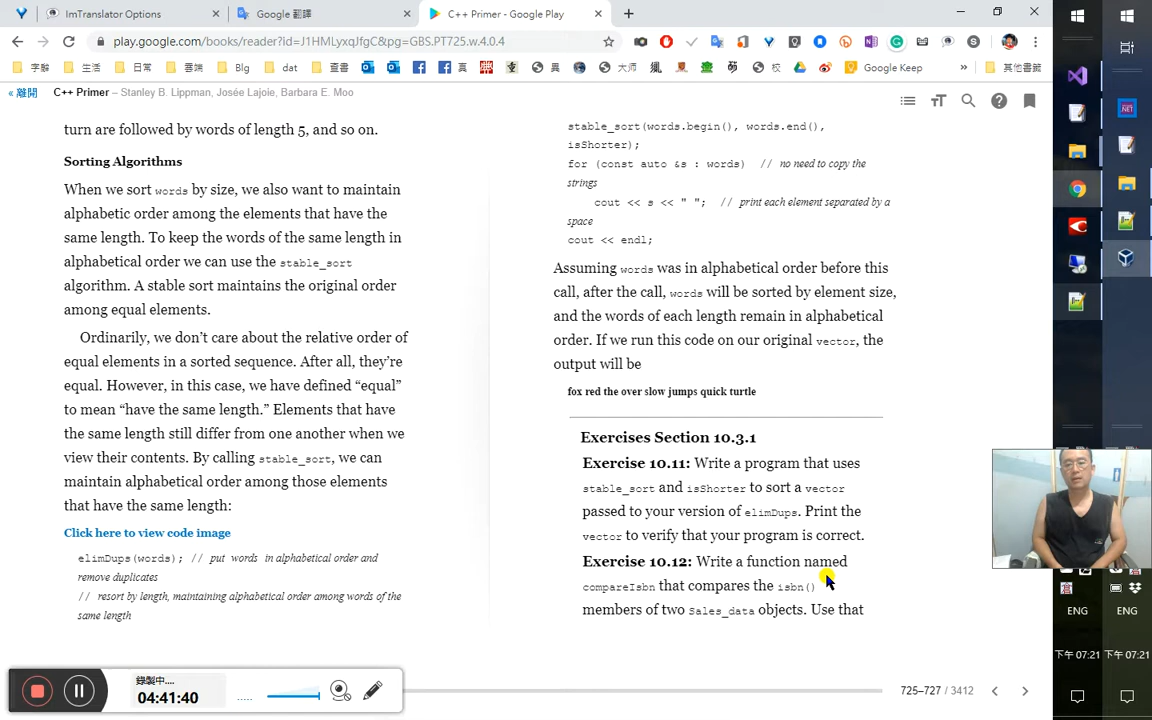 ImTranslator Options
Google 翻譯
C++ Primer - Google Play
play.google.com/books/reader?id=J1HMLyxqJfgC&pg=GBS.PT725.w.4.0.4
字辭
生活
日常
雲端
Blg
dat
查書
真
異
大师
校
Google Keep
其他書籤
« 離開
C++ Primer – Stanley B. Lippman, Josée Lajoie, Barbara E. Moo
turn are followed by words of length 5, and so on.
Sorting Algorithms
When we sort words by size, we also want to maintain
alphabetic order among the elements that have the
same length. To keep the words of the same length in
alphabetical order we can use the stable_sort
algorithm. A stable sort maintains the original order
among equal elements.
Ordinarily, we don’t care about the relative order of
equal elements in a sorted sequence. After all, they’re
equal. However, in this case, we have defined “equal”
to mean “have the same length.” Elements that have
the same length still differ from one another when we
view their contents. By calling stable_sort, we can
maintain alphabetical order among those elements
that have the same length:
Click here to view code image
elimDups(words); // put words in alphabetical order and
remove duplicates
// resort by length, maintaining alphabetical order among words of the
same length
stable_sort(words.begin(), words.end(),
isShorter);
for (const auto &s : words) // no need to copy the
strings
cout << s << " "; // print each element separated by a
space
cout << endl;
Assuming words was in alphabetical order before this
call, after the call, words will be sorted by element size,
and the words of each length remain in alphabetical
order. If we run this code on our original vector, the
output will be
fox red the over slow jumps quick turtle
Exercises Section 10.3.1
Exercise 10.11: Write a program that uses
stable_sort and isShorter to sort a vector
passed to your version of elimDups. Print the
vector to verify that your program is correct.
Exercise 10.12: Write a function named
compareIsbn that compares the isbn()
members of two Sales_data objects. Use that
725–727 / 3412
錄製中....
04:41:40
ENG
ENG
下午 07:21
下午 07:21